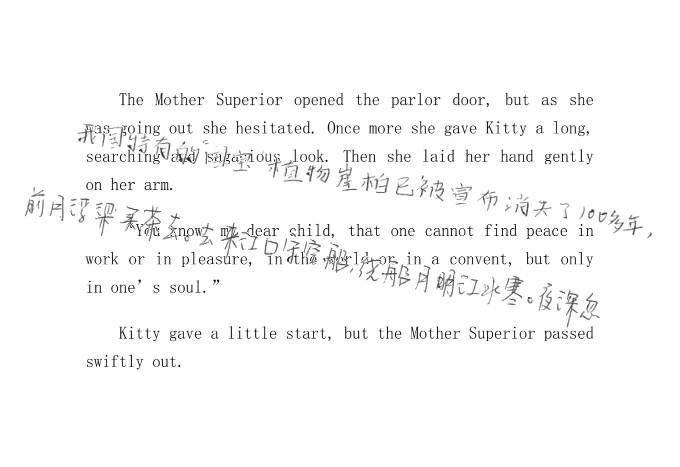 The Mother Superior opened the parlor door, but as she
was going out she hesitated. Once more she gave Kitty a long,
我国特有的“国宝”植物崖柏已被宣布消失了100多年，
searching and sagacious look. Then she laid her hand gently
on her arm.
前月浮梁买茶去。去来江口守空船，绕船月明江水寒。夜深忽
“You know, my dear child, that one cannot find peace in
work or in pleasure, in the world or in a convent, but only
in one’s soul.”
Kitty gave a little start, but the Mother Superior passed
swiftly out.